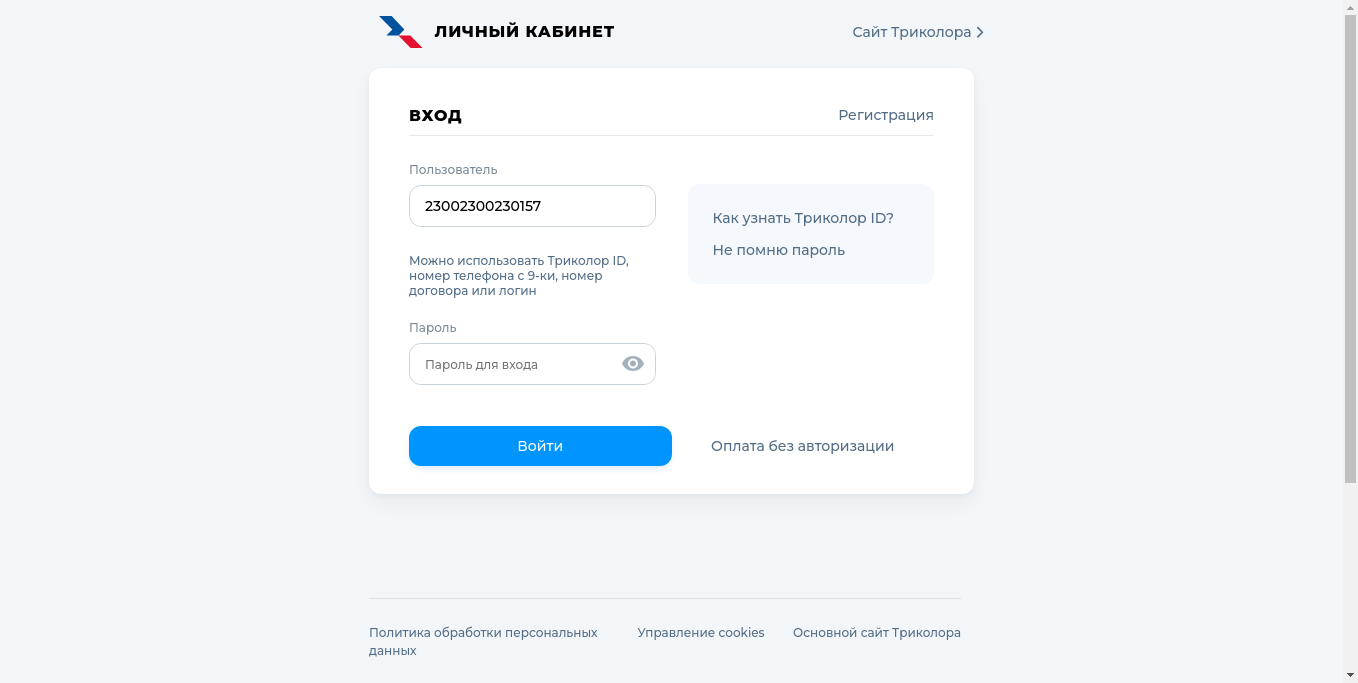 ЛИЧНЫЙ КАБИНЕТ
Сайт Триколора
ВХОД
Регистрация
Пользователь
23002300230157
Как узнать Триколор ID?
Не помню пароль
Можно использовать Триколор ID,
номер телефона с 9-ки, номер
договора или логин
Пароль
Пароль для входа
Войти
Оплата без авторизации
Политика обработки персональных
данных
Управление cookies
Основной сайт Триколора